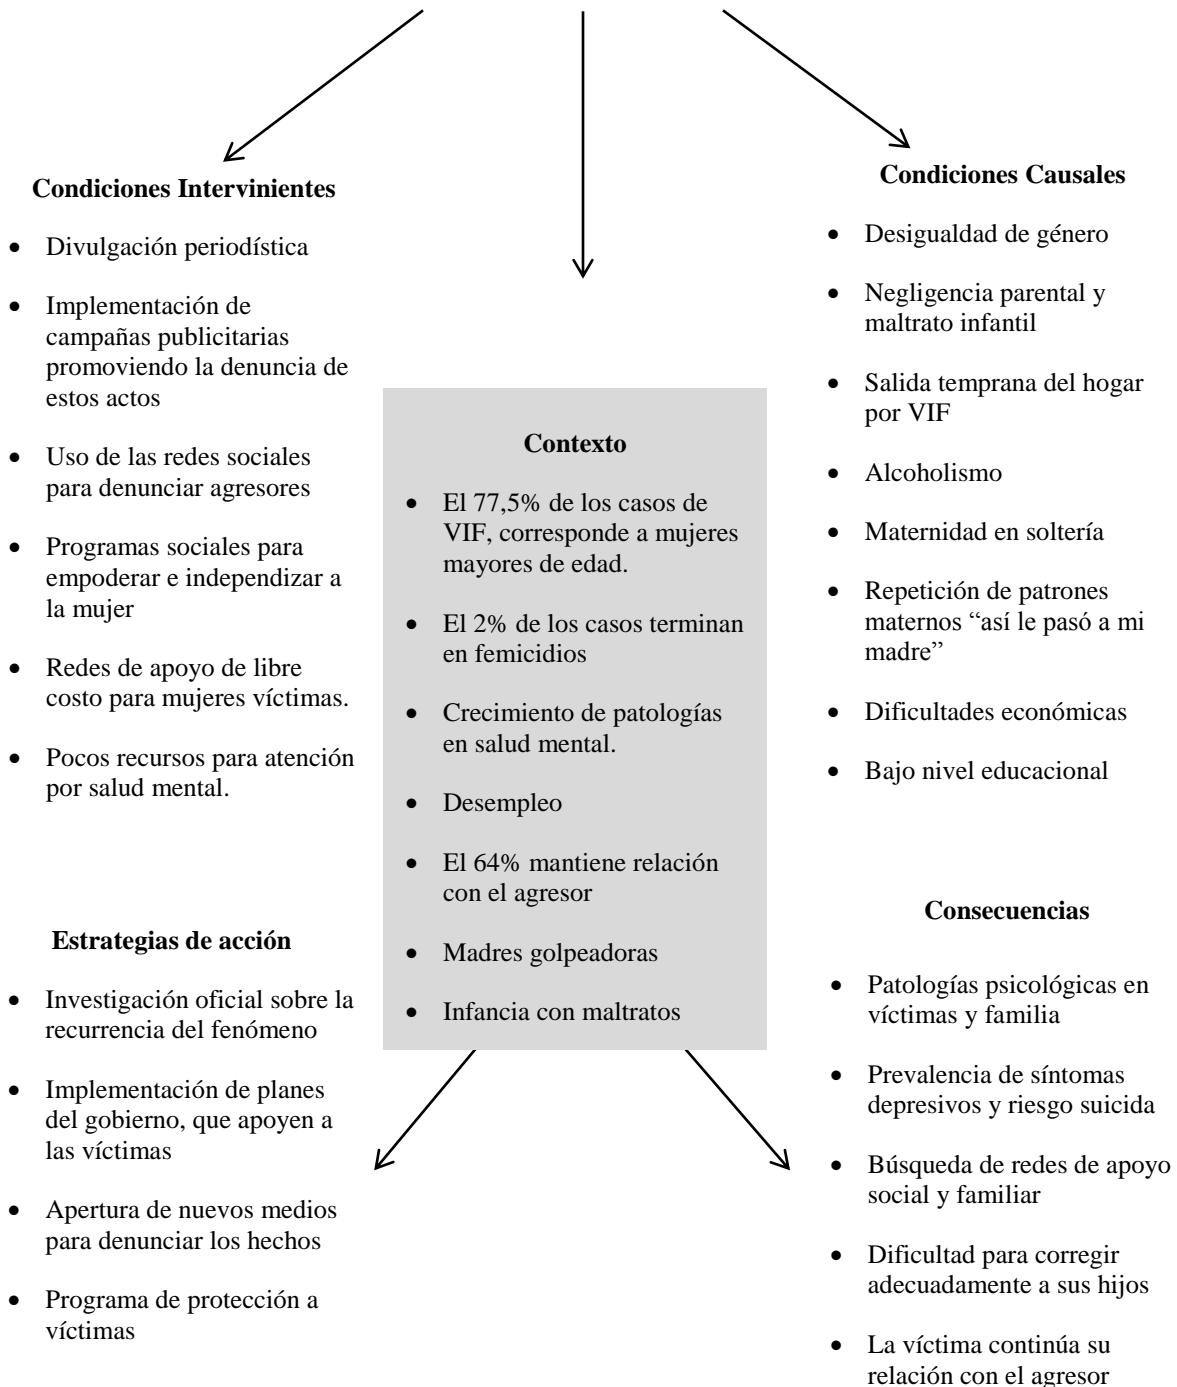 Condiciones Intervinientes
• Divulgación periodística
• Implementación de
campañas publicitarias
promoviendo la denuncia de
estos actos
• Uso de las redes sociales
para denunciar agresores
• Programas sociales para
empoderar e independizar a
la mujer
• Redes de apoyo de libre
costo para mujeres víctimas.
• Pocos recursos para atención
por salud mental.
Contexto
• El 77,5% de los casos de
VIF, corresponde a mujeres
mayores de edad.
• El 2% de los casos terminan
en femicidios
• Crecimiento de patologías
en salud mental.
• Desempleo
• El 64% mantiene relación
con el agresor
• Madres golpeadoras
• Infancia con maltratos
Condiciones Causales
• Desigualdad de género
• Negligencia parental y
maltrato infantil
• Salida temprana del hogar
por VIF
• Alcoholismo
• Maternidad en soltería
• Repetición de patrones
maternos “así le pasó a mi
madre”
• Dificultades económicas
• Bajo nivel educacional
Estrategias de acción
• Investigación oficial sobre la
recurrencia del fenómeno
• Implementación de planes
del gobierno, que apoyen a
las víctimas
• Apertura de nuevos medios
para denunciar los hechos
• Programa de protección a
víctimas
Consecuencias
• Patologías psicológicas en
víctimas y familia
• Prevalencia de síntomas
depresivos y riesgo suicida
• Búsqueda de redes de apoyo
social y familiar
• Dificultad para corregir
adecuadamente a sus hijos
• La víctima continúa su
relación con el agresor